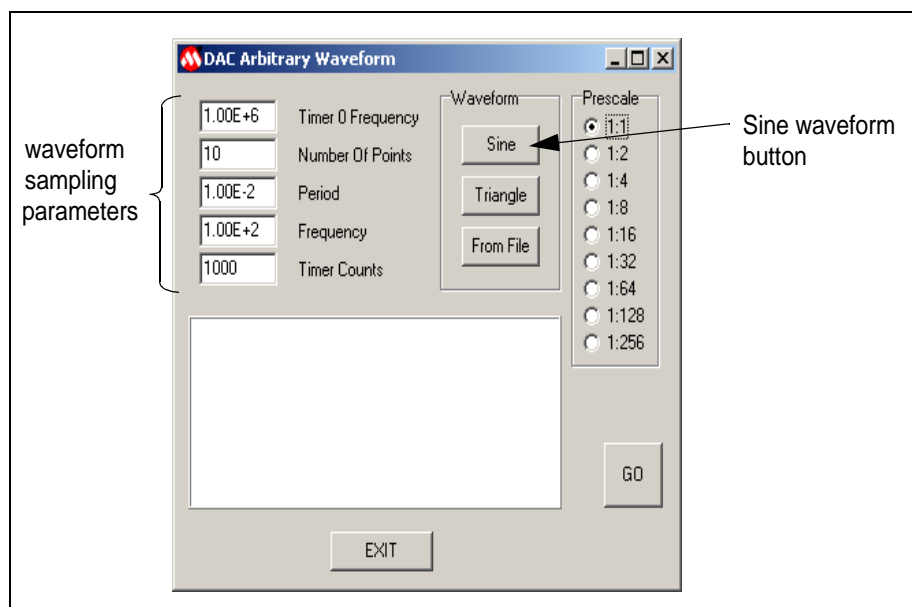 DAC Arbitrary Waveform
waveform
sampling
parameters
1.00E+6 Timer 0 Frequency
10 Number Of Points
1.00E-2 Period
1.00E+2 Frequency
1000 Timer Counts
Waveform
Sine
Triangle
From File
Prescale
1:1
1:2
1:4
1:8
1:16
1:32
1:64
1:128
1:256
Sine waveform
button
GO
EXIT